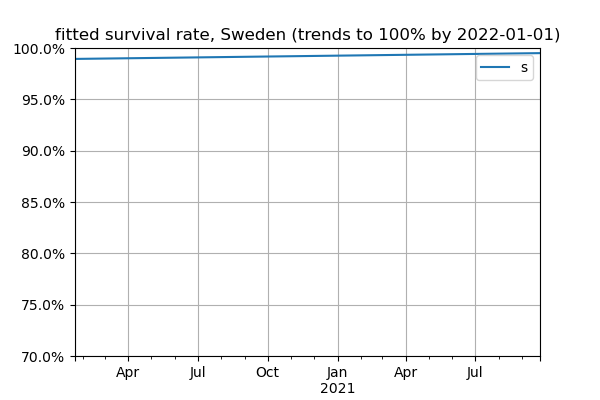 fitted survival rate, Sweden (trends to 100% by 2022-01-01)
100.0%
s
95.0%
90.0%
85.0%
80.0%
75.0%
70.0%
Apr Jul Oct Jan Apr Jul
2021